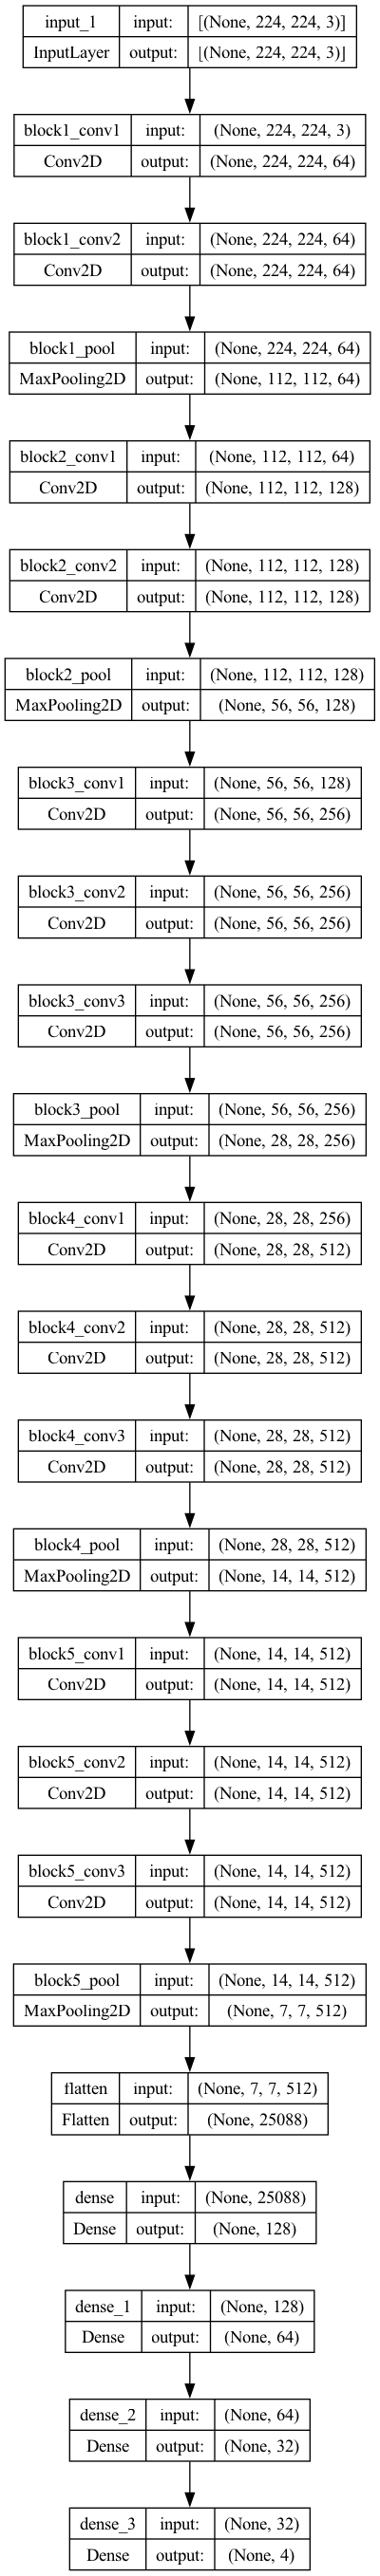 input_1 input: [(None, 224, 224, 3)]
InputLayer output: [(None, 224, 224, 3)]
block1_conv1 input: (None, 224, 224, 3)
Conv2D output: (None, 224, 224, 64)
block1_conv2 input: (None, 224, 224, 64)
Conv2D output: (None, 224, 224, 64)
block1_pool input: (None, 224, 224, 64)
MaxPooling2D output: (None, 112, 112, 64)
block2_conv1 input: (None, 112, 112, 64)
Conv2D output: (None, 112, 112, 128)
block2_conv2 input: (None, 112, 112, 128)
Conv2D output: (None, 112, 112, 128)
block2_pool input: (None, 112, 112, 128)
MaxPooling2D output: (None, 56, 56, 128)
block3_conv1 input: (None, 56, 56, 128)
Conv2D output: (None, 56, 56, 256)
block3_conv2 input: (None, 56, 56, 256)
Conv2D output: (None, 56, 56, 256)
block3_conv3 input: (None, 56, 56, 256)
Conv2D output: (None, 56, 56, 256)
block3_pool input: (None, 56, 56, 256)
MaxPooling2D output: (None, 28, 28, 256)
block4_conv1 input: (None, 28, 28, 256)
Conv2D output: (None, 28, 28, 512)
block4_conv2 input: (None, 28, 28, 512)
Conv2D output: (None, 28, 28, 512)
block4_conv3 input: (None, 28, 28, 512)
Conv2D output: (None, 28, 28, 512)
block4_pool input: (None, 28, 28, 512)
MaxPooling2D output: (None, 14, 14, 512)
block5_conv1 input: (None, 14, 14, 512)
Conv2D output: (None, 14, 14, 512)
block5_conv2 input: (None, 14, 14, 512)
Conv2D output: (None, 14, 14, 512)
block5_conv3 input: (None, 14, 14, 512)
Conv2D output: (None, 14, 14, 512)
block5_pool input: (None, 14, 14, 512)
MaxPooling2D output: (None, 7, 7, 512)
flatten input: (None, 7, 7, 512)
Flatten output: (None, 25088)
dense input: (None, 25088)
Dense output: (None, 128)
dense_1 input: (None, 128)
Dense output: (None, 64)
dense_2 input: (None, 64)
Dense output: (None, 32)
dense_3 input: (None, 32)
Dense output: (None, 4)